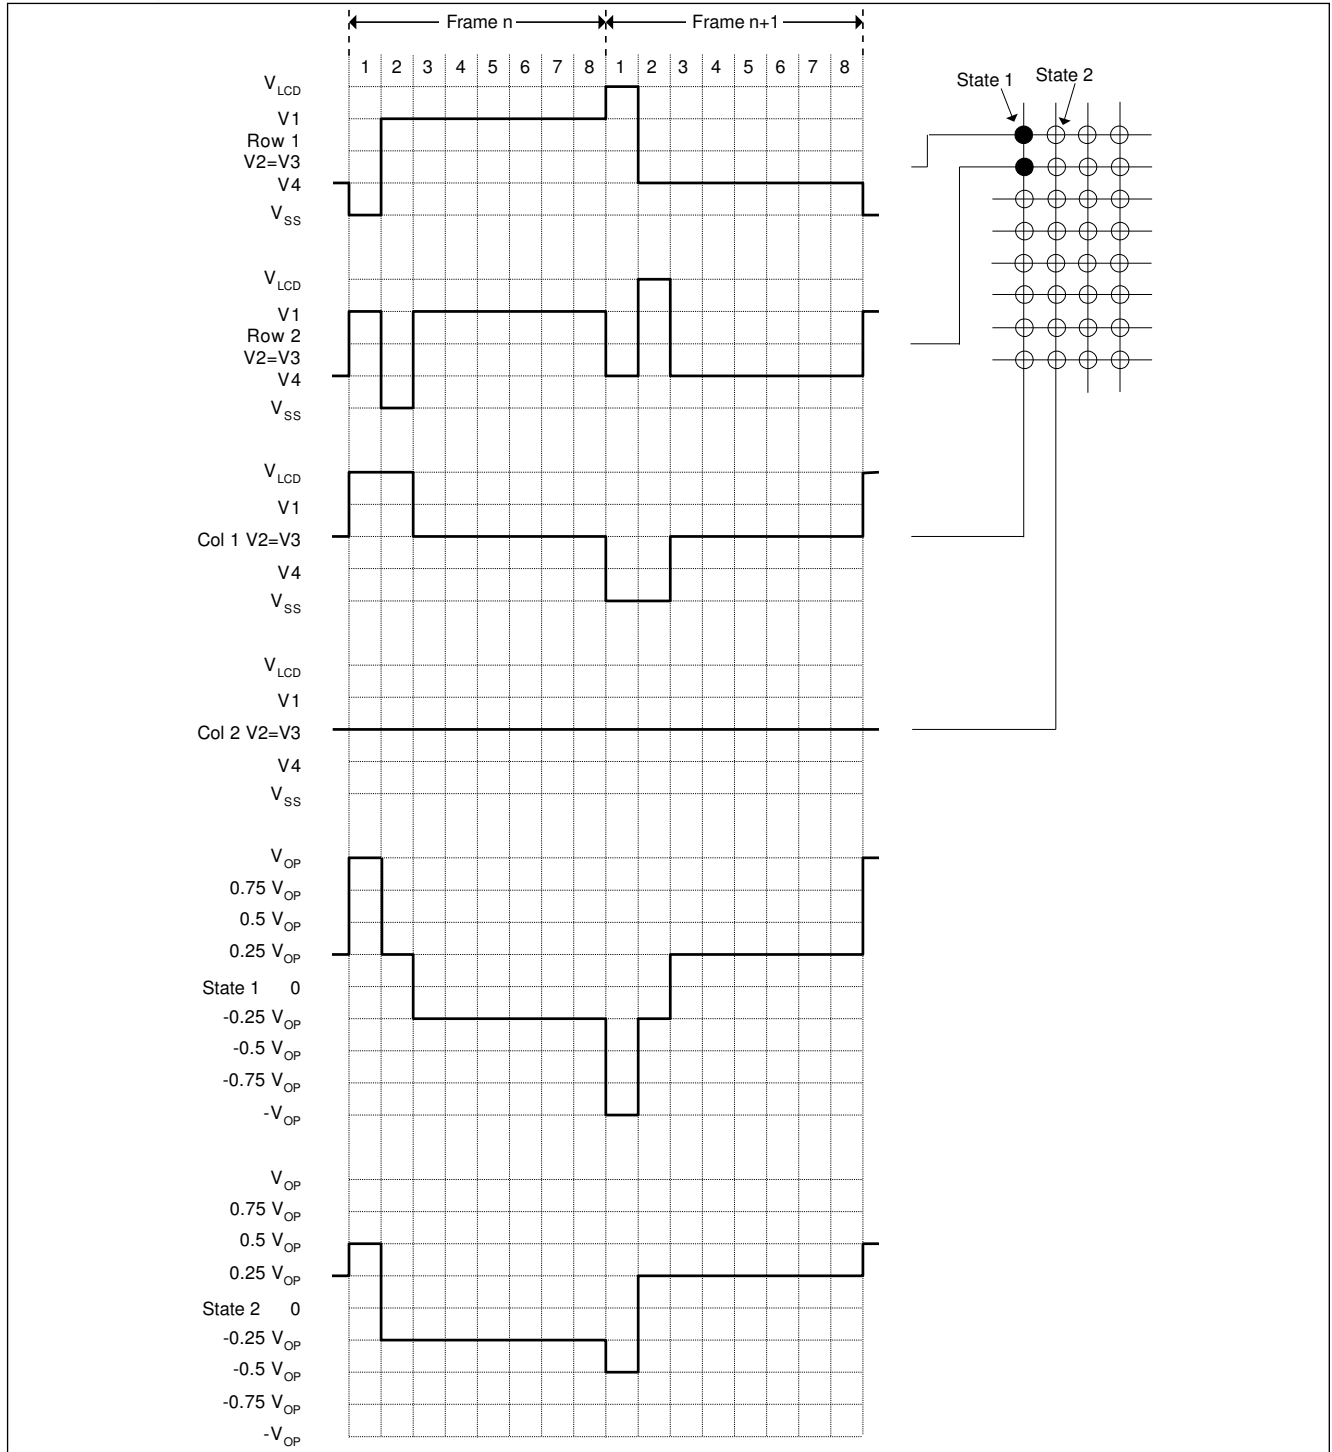 Frame n Frame n+1
1 2 3 4 5 6 7 8 1 2 3 4 5 6 7 8
State 1 State 2
VLCD
V1
Row 1
V2=V3
V4
VSS
VLCD
V1
Row 2
V2=V3
V4
VSS
VLCD
V1
Col 1 V2=V3
V4
VSS
VLCD
V1
Col 2 V2=V3
V4
VSS
VOP
0.75 VOP
0.5 VOP
0.25 VOP
State 1 0
-0.25 VOP
-0.5 VOP
-0.75 VOP
-VOP
VOP
0.75 VOP
0.5 VOP
0.25 VOP
State 2 0
-0.25 VOP
-0.5 VOP
-0.75 VOP
-VOP